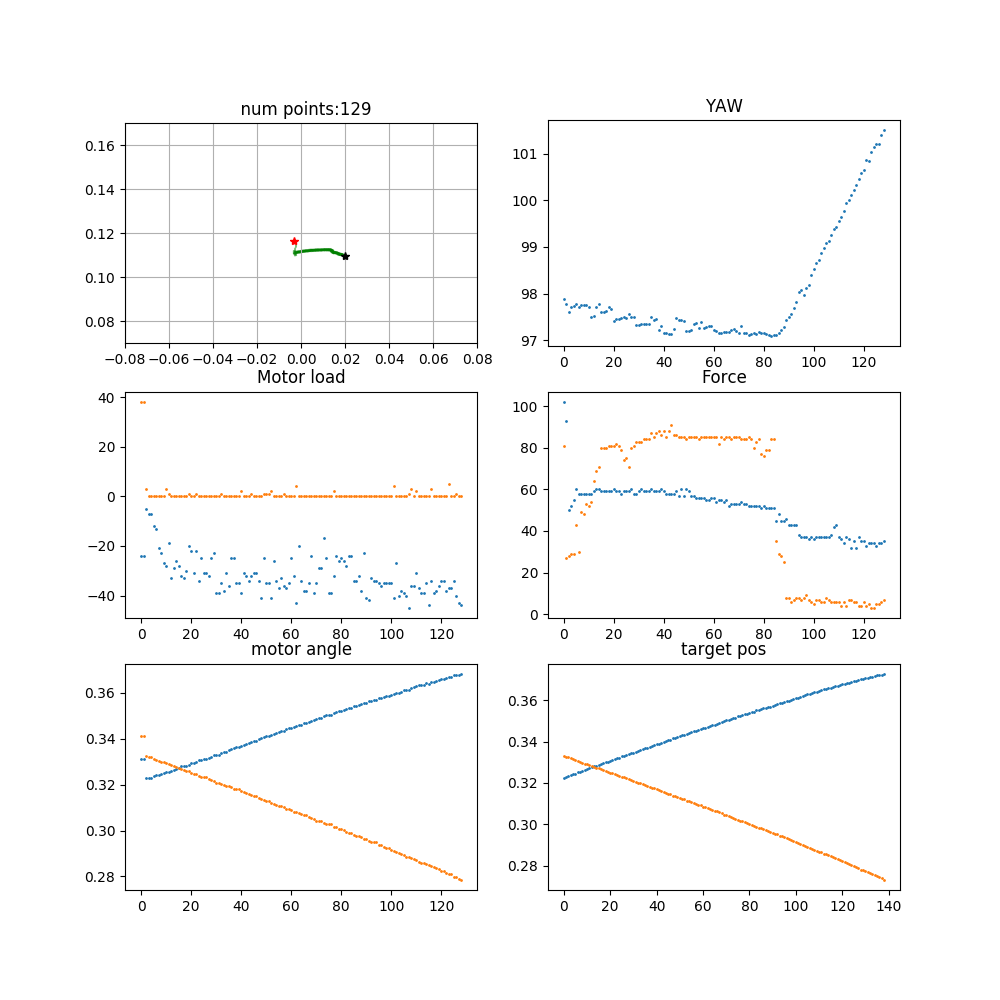 num points:129
0.16
0.14
0.12
0.10
0.08
−0.08 −0.06 −0.04 −0.02 0.00 0.02 0.04 0.06 0.08
YAW
101
100
99
98
97
0 20 40 60 80 100 120
Motor load
40
20
0
−20
−40
0 20 40 60 80 100 120
Force
100
80
60
40
20
0
0 20 40 60 80 100 120
motor angle
0.36
0.34
0.32
0.30
0.28
0 20 40 60 80 100 120
target pos
0.36
0.34
0.32
0.30
0.28
0 20 40 60 80 100 120 140